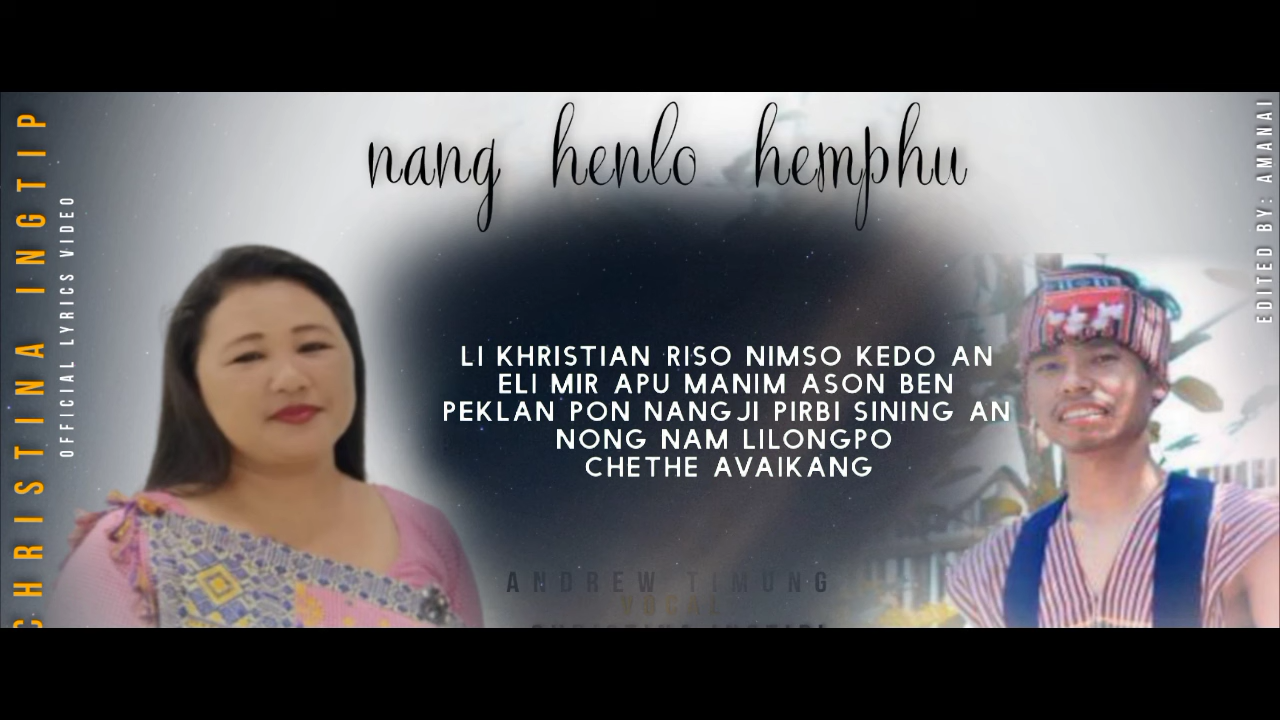 nang henlo hemphu
CHRISTINA INGTIP
OFFICIAL LYRICS VIDEO
EDITED BY: AMANAI
LI KHRISTIAN RISO NIMSO KEDO AN
ELI MIR APU MANIM ASON BEN
PEKLAN PON NANGJI PIRBI SINING AN
NONG NAM LILONGPO
CHETHE AVAIKANG
ANDREW TIMUNG
VOCAL